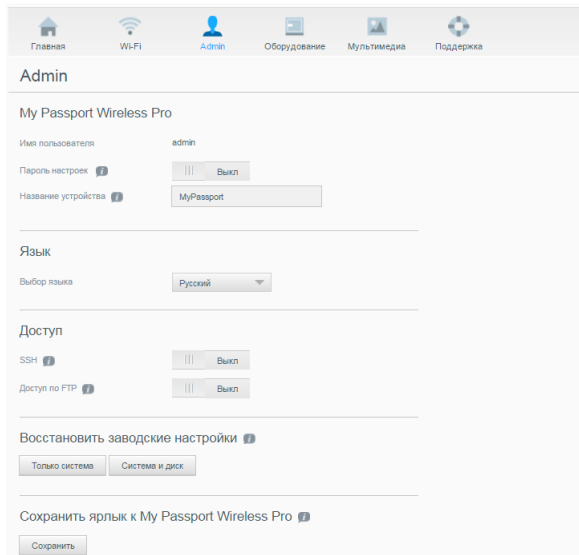 Главная Wi-Fi Admin Оборудование Мультимедиа Поддержка
Admin
My Passport Wireless Pro
Имя пользователя admin
Пароль настроек i Выкл
Название устройства i MyPassport
Язык
Выбор языка Русский
Доступ
SSH i Выкл
Доступ по FTP i Выкл
Восстановить заводские настройки i
Только система Система и диск
Сохранить ярлык к My Passport Wireless Pro i
Сохранить